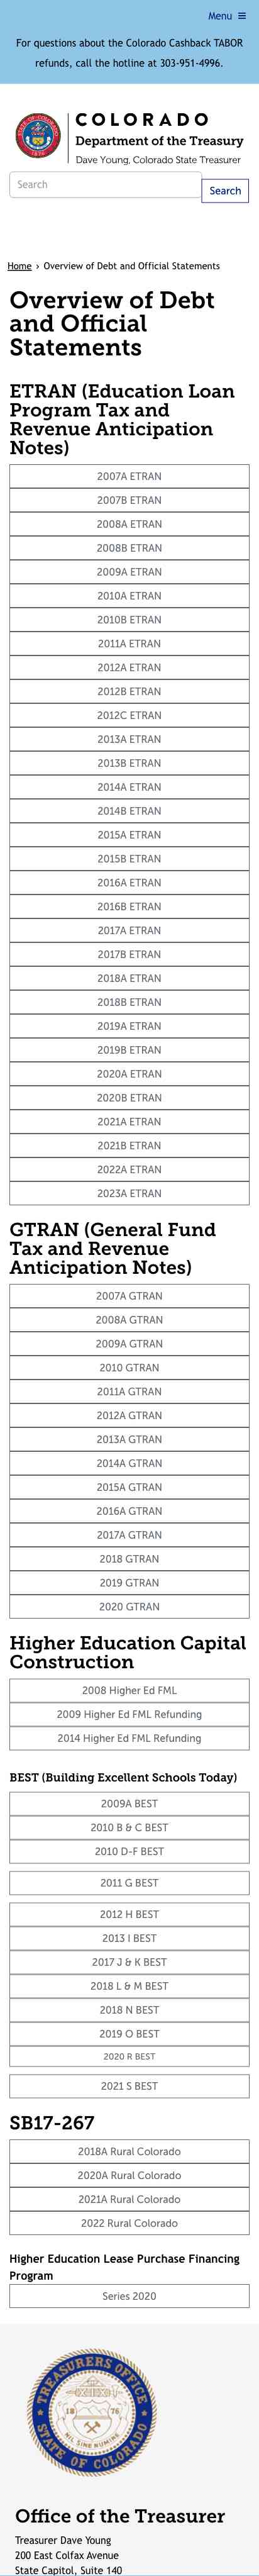 Menu ≡
For questions about the Colorado Cashback TABOR
refunds, call the hotline at 303-951-4996.
COLORADO
Department of the Treasury
Dave Young, Colorado State Treasurer
Search
Search
Home › Overview of Debt and Official Statements
Overview of Debt
and Official
Statements
ETRAN (Education Loan
Program Tax and
Revenue Anticipation
Notes)
2007A ETRAN
2007B ETRAN
2008A ETRAN
2008B ETRAN
2009A ETRAN
2010A ETRAN
2010B ETRAN
2011A ETRAN
2012A ETRAN
2012B ETRAN
2012C ETRAN
2013A ETRAN
2013B ETRAN
2014A ETRAN
2014B ETRAN
2015A ETRAN
2015B ETRAN
2016A ETRAN
2016B ETRAN
2017A ETRAN
2017B ETRAN
2018A ETRAN
2018B ETRAN
2019A ETRAN
2019B ETRAN
2020A ETRAN
2020B ETRAN
2021A ETRAN
2021B ETRAN
2022A ETRAN
2023A ETRAN
GTRAN (General Fund
Tax and Revenue
Anticipation Notes)
2007A GTRAN
2008A GTRAN
2009A GTRAN
2010 GTRAN
2011A GTRAN
2012A GTRAN
2013A GTRAN
2014A GTRAN
2015A GTRAN
2016A GTRAN
2017A GTRAN
2018 GTRAN
2019 GTRAN
2020 GTRAN
Higher Education Capital
Construction
2008 Higher Ed FML
2009 Higher Ed FML Refunding
2014 Higher Ed FML Refunding
BEST (Building Excellent Schools Today)
2009A BEST
2010 B & C BEST
2010 D-F BEST
2011 G BEST
2012 H BEST
2013 I BEST
2017 J & K BEST
2018 L & M BEST
2018 N BEST
2019 O BEST
2020 R BEST
2021 S BEST
SB17-267
2018A Rural Colorado
2020A Rural Colorado
2021A Rural Colorado
2022 Rural Colorado
Higher Education Lease Purchase Financing
Program
Series 2020
TREASURERS OFFICE
1876
NIL SINE NUMINE
STATE OF COLORADO
Office of the Treasurer
Treasurer Dave Young
200 East Colfax Avenue
State Capitol, Suite 140